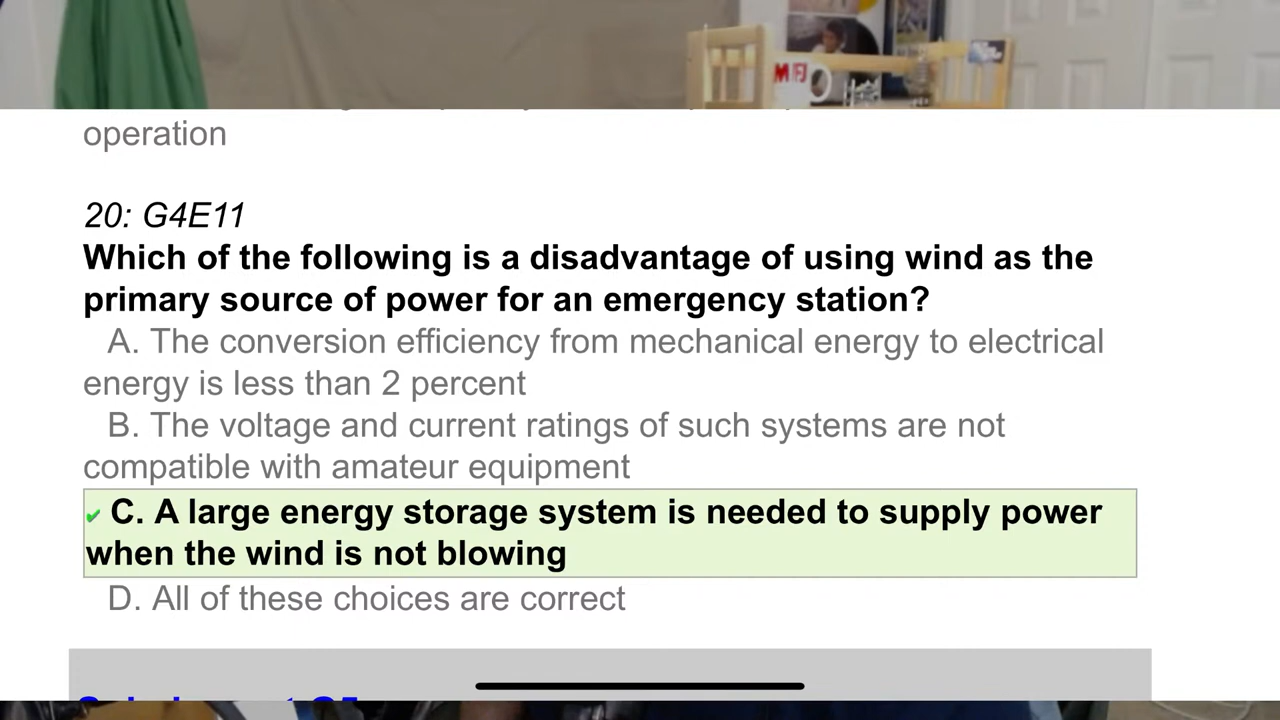 MFJ
operation
20: G4E11
Which of the following is a disadvantage of using wind as the
primary source of power for an emergency station?
A. The conversion efficiency from mechanical energy to electrical
energy is less than 2 percent
B. The voltage and current ratings of such systems are not
compatible with amateur equipment
✔ C. A large energy storage system is needed to supply power
when the wind is not blowing
D. All of these choices are correct